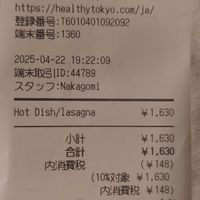 https://healthytokyo.com/ja/
登録番号:T6010401092092
端末番号:1360
2025-04-22 19:22:09
端末取引ID:44789
スタッフ:Nakagomi
Hot Dish/lasagna ¥1,630
小計 ¥1,630
合計 ¥1,630
内消費税 (¥148)
(10%対象 ¥1,630)
内消費税 ¥148)